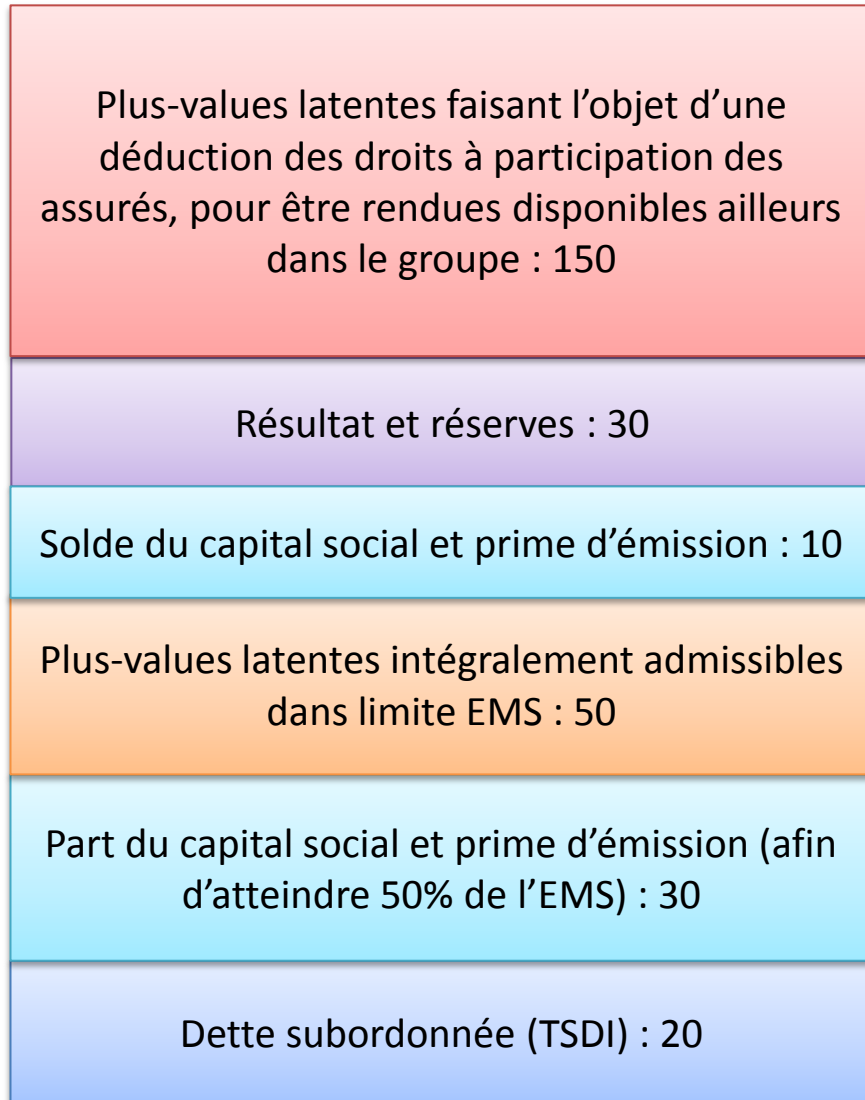 Plus-values latentes faisant l’objet d’une
déduction des droits à participation des
assurés, pour être rendues disponibles ailleurs
dans le groupe : 150
Résultat et réserves : 30
Solde du capital social et prime d’émission : 10
Plus-values latentes intégralement admissibles
dans limite EMS : 50
Part du capital social et prime d’émission (afin
d’atteindre 50% de l’EMS) : 30
Dette subordonnée (TSDI) : 20